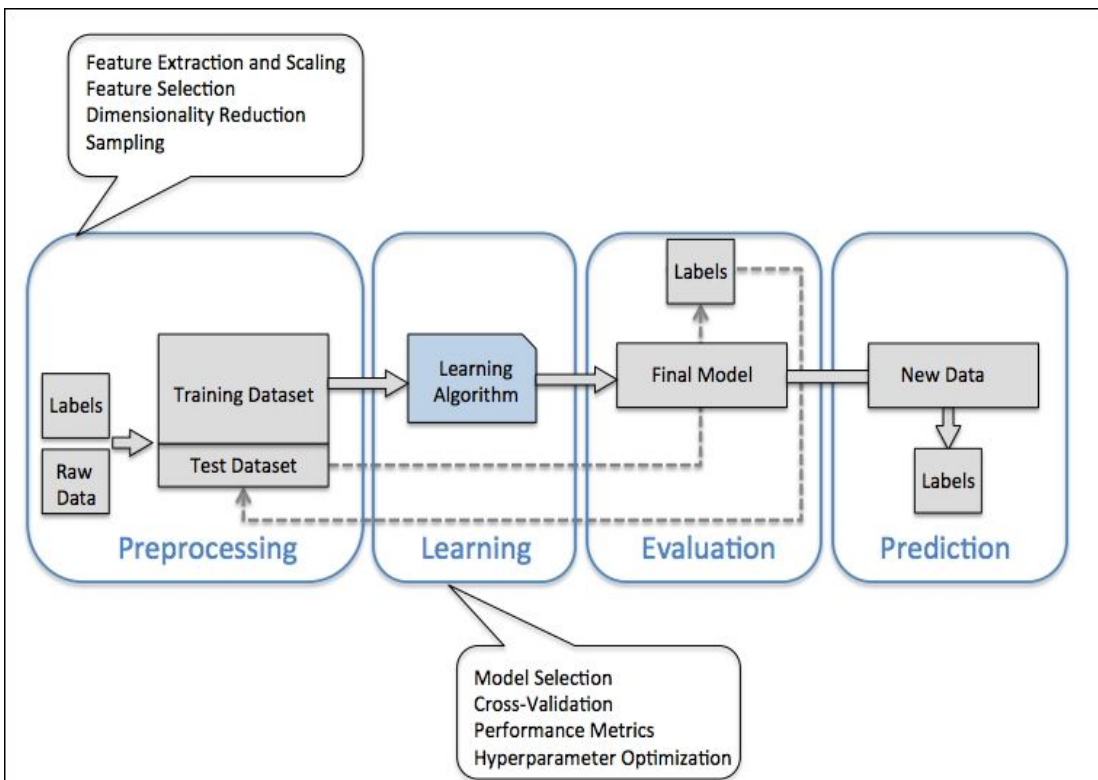 Feature Extraction and Scaling
Feature Selection
Dimensionality Reduction
Sampling
Labels
Raw
Data
Training Dataset
Test Dataset
Preprocessing
Learning
Algorithm
Learning
Labels
Final Model
Evaluation
New Data
Labels
Prediction
Model Selection
Cross-Validation
Performance Metrics
Hyperparameter Optimization